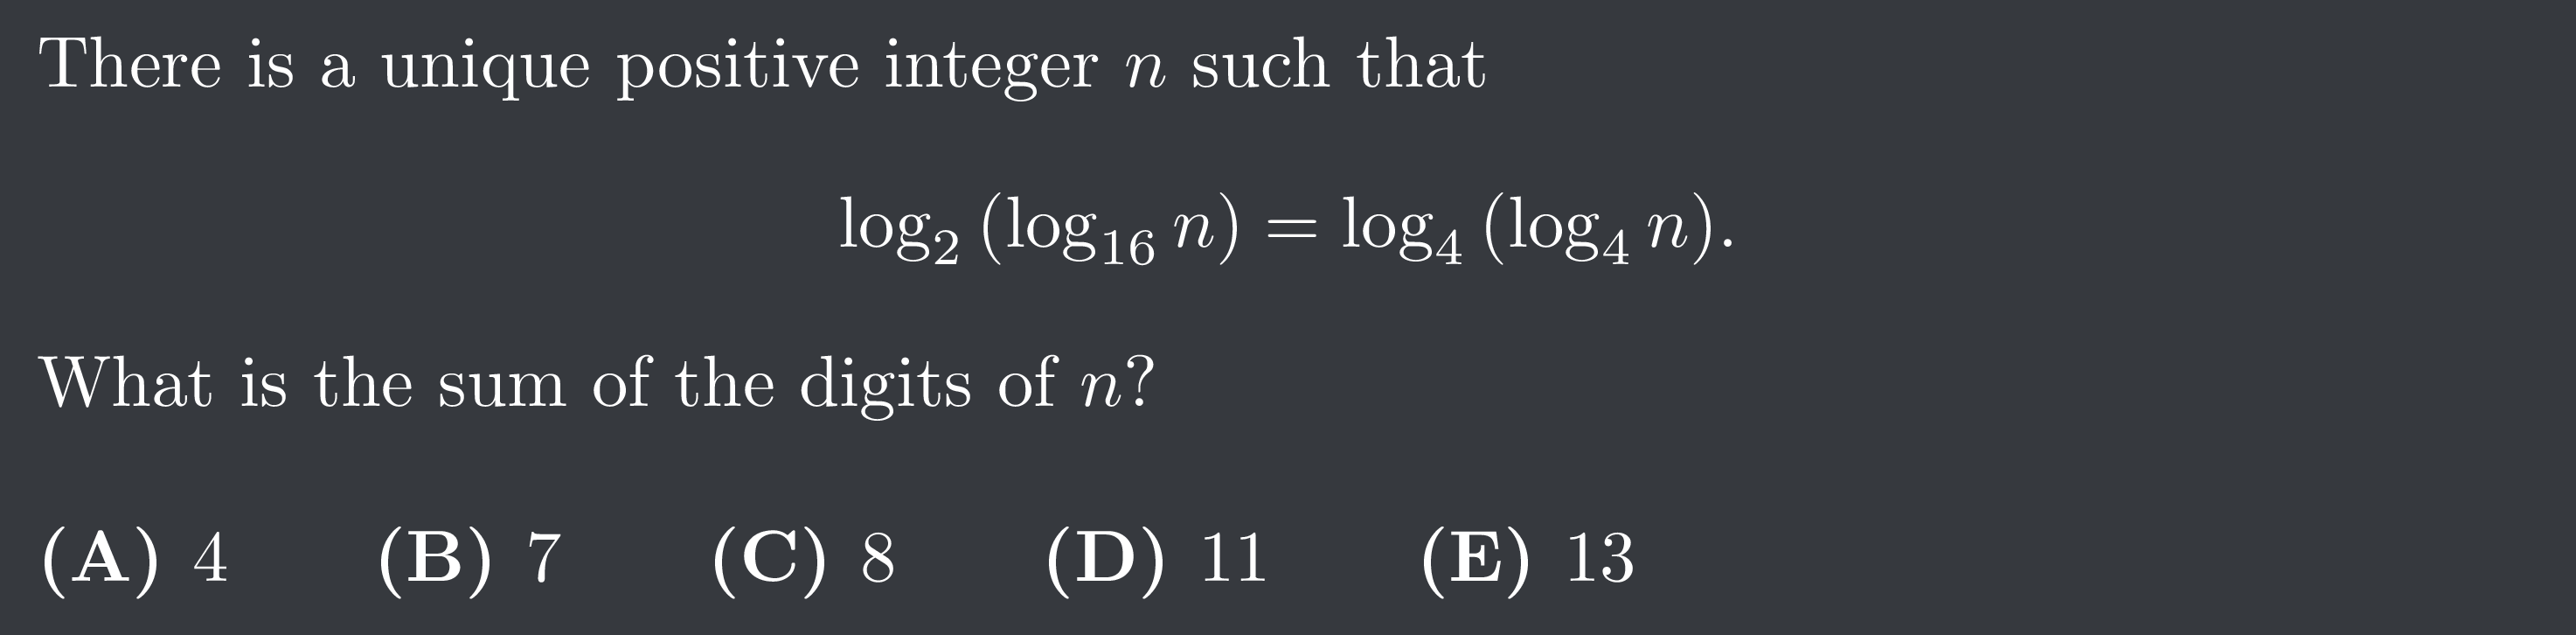 There is a unique positive integer n such that
log₂ (log₁₆ n) = log₄ (log₄ n).
What is the sum of the digits of n?
(A) 4 (B) 7 (C) 8 (D) 11 (E) 13